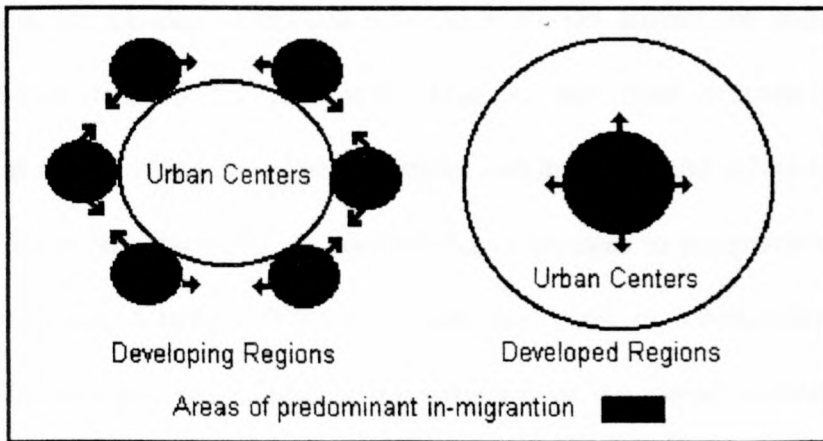 Urban Centers
Urban Centers
Developing Regions
Developed Regions
Areas of predominant in-migrantion